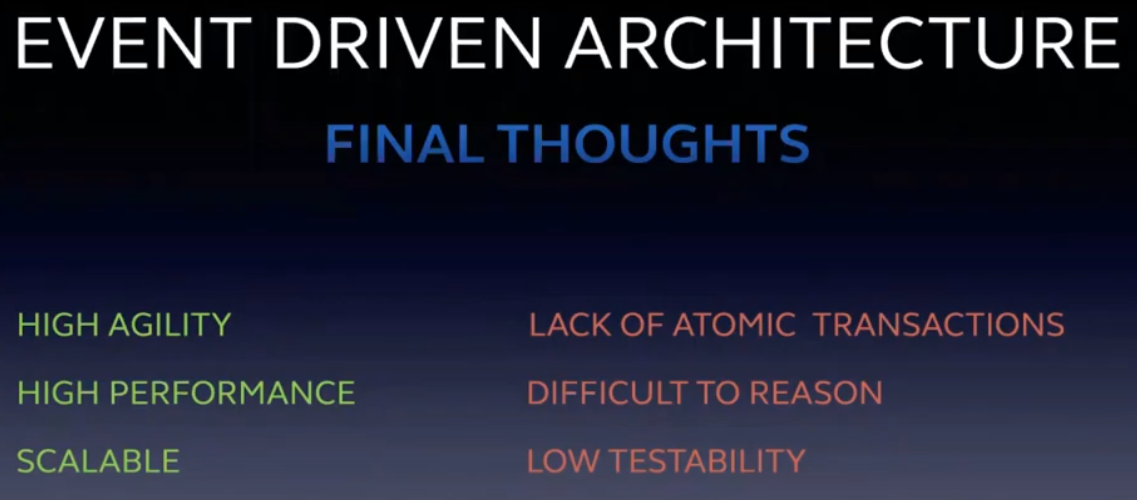 EVENT DRIVEN ARCHITECTURE
FINAL THOUGHTS
HIGH AGILITY
HIGH PERFORMANCE
SCALABLE
LACK OF ATOMIC TRANSACTIONS
DIFFICULT TO REASON
LOW TESTABILITY